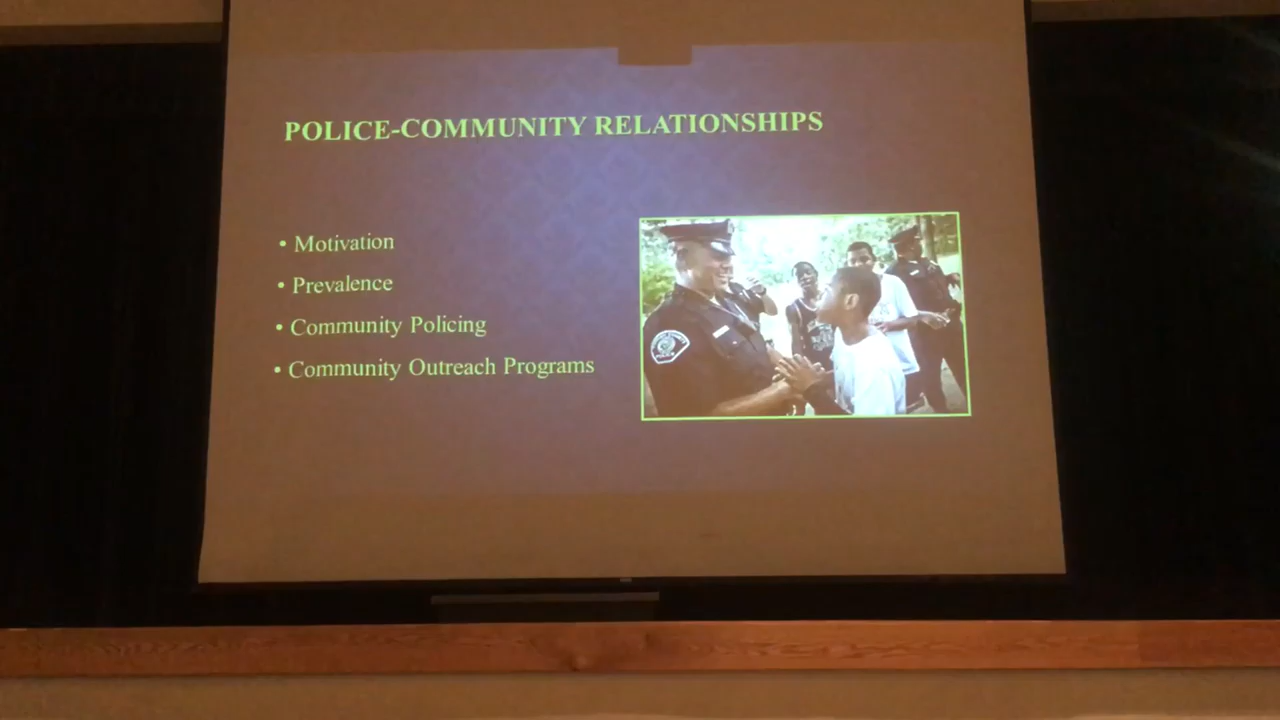 POLICE-COMMUNITY RELATIONSHIPS
• Motivation
• Prevalence
• Community Policing
• Community Outreach Programs